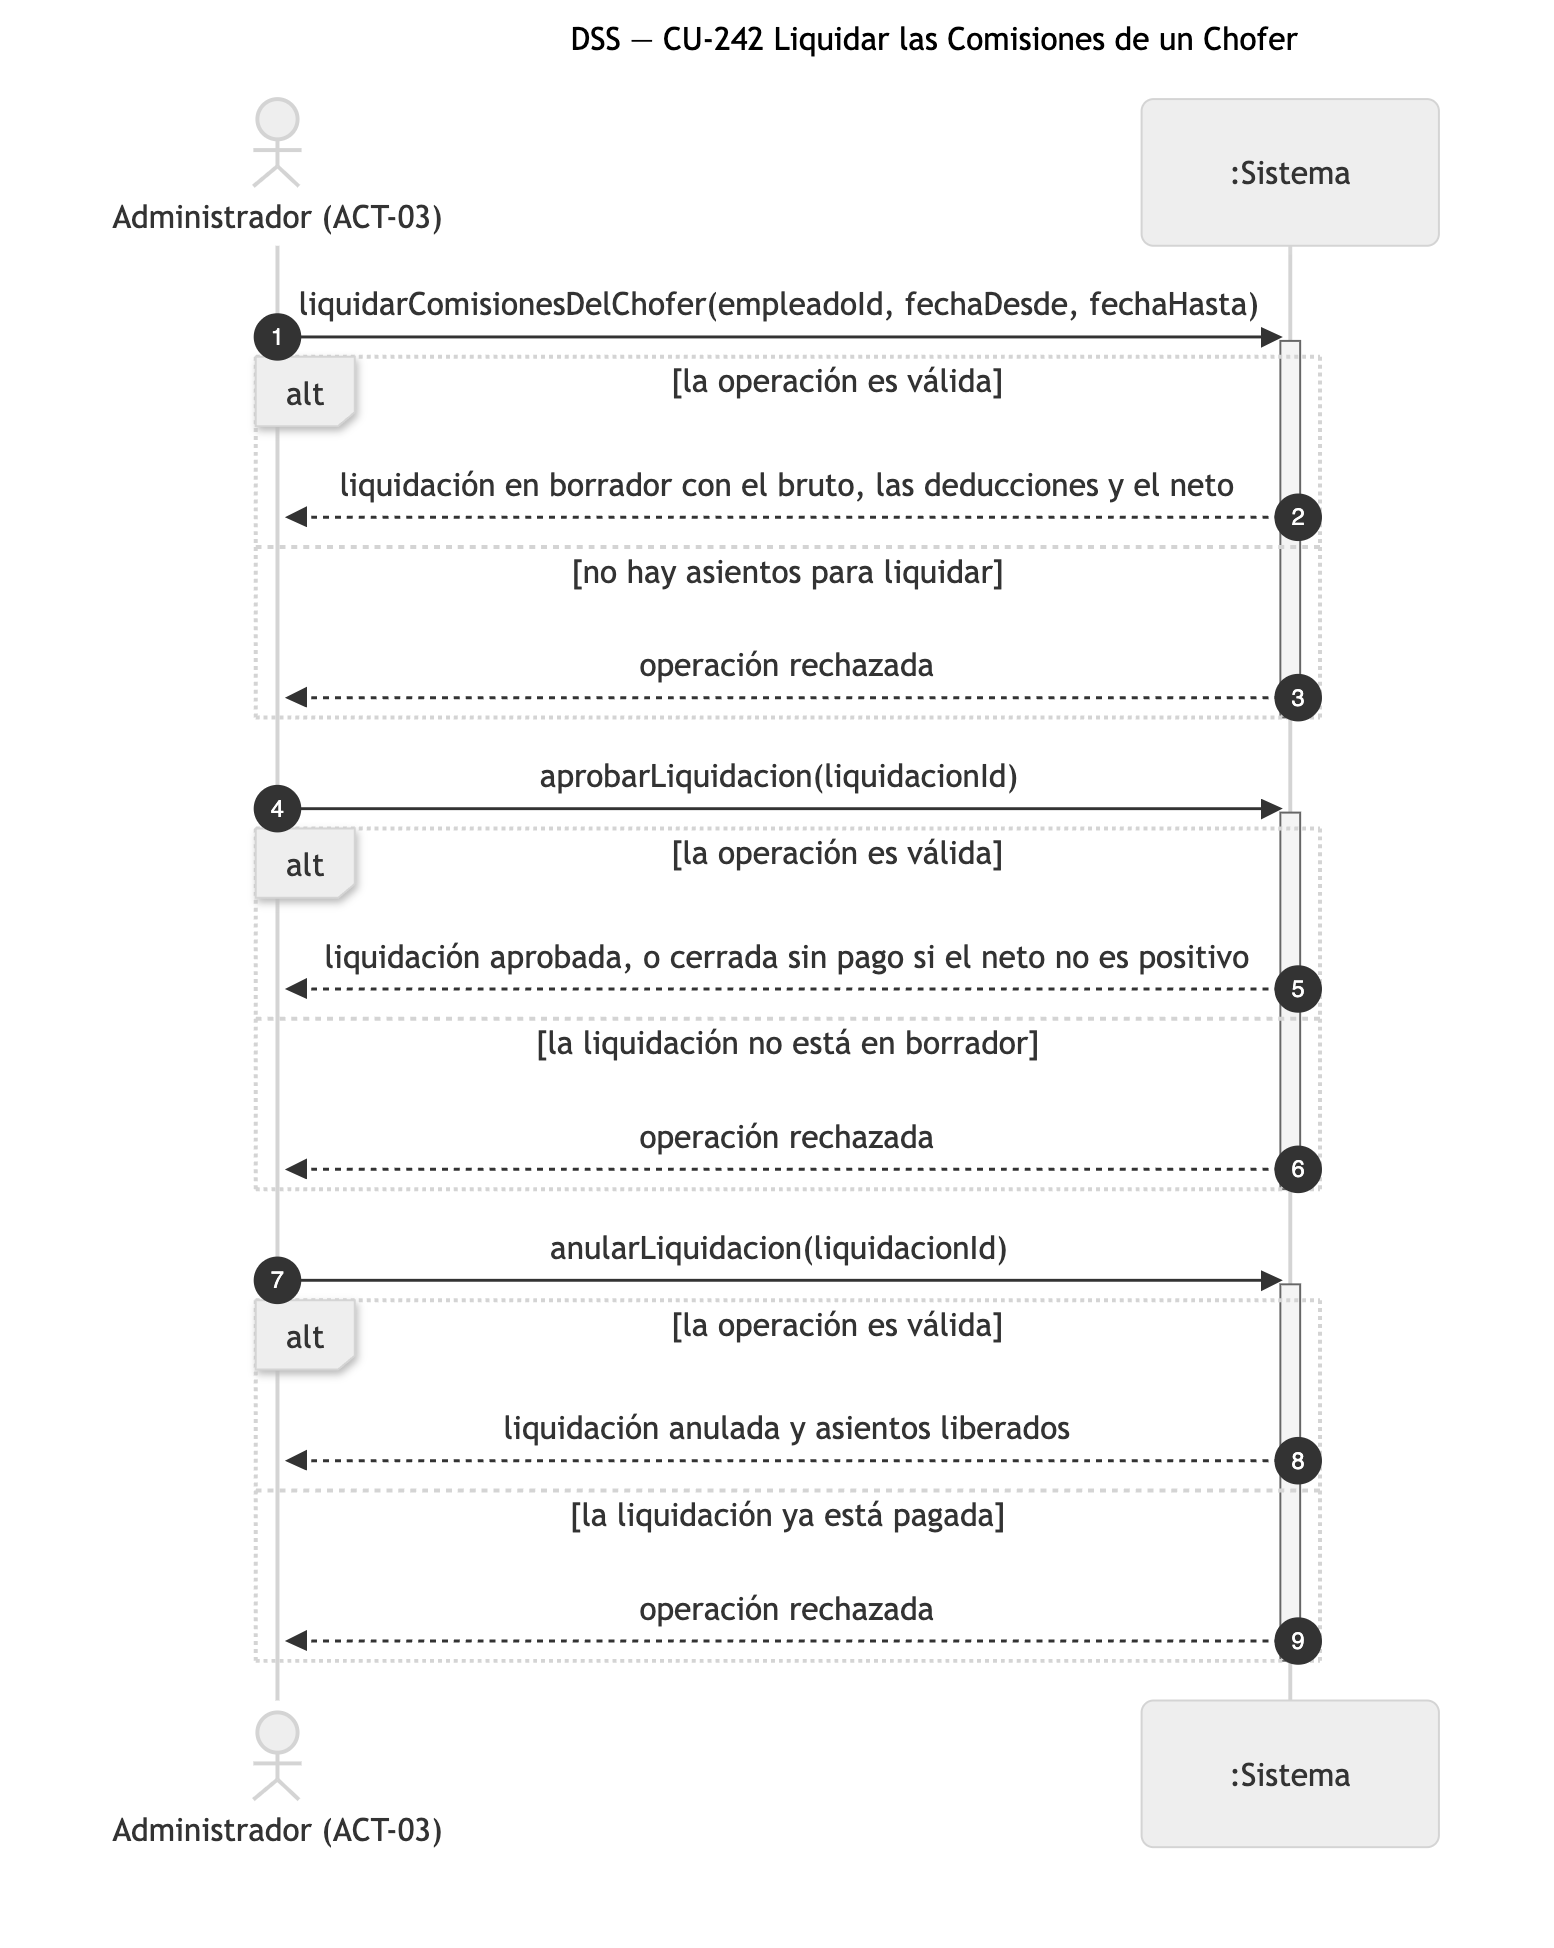 DSS — CU-242 Liquidar las Comisiones de un Chofer
Administrador (ACT-03)
:Sistema
liquidarComisionesDelChofer(empleadoId, fechaDesde, fechaHasta)
1
alt
[la operación es válida]
liquidación en borrador con el bruto, las deducciones y el neto
2
[no hay asientos para liquidar]
operación rechazada
3
aprobarLiquidacion(liquidacionId)
4
alt
[la operación es válida]
liquidación aprobada, o cerrada sin pago si el neto no es positivo
5
[la liquidación no está en borrador]
operación rechazada
6
anularLiquidacion(liquidacionId)
7
alt
[la operación es válida]
liquidación anulada y asientos liberados
8
[la liquidación ya está pagada]
operación rechazada
9
Administrador (ACT-03)
:Sistema